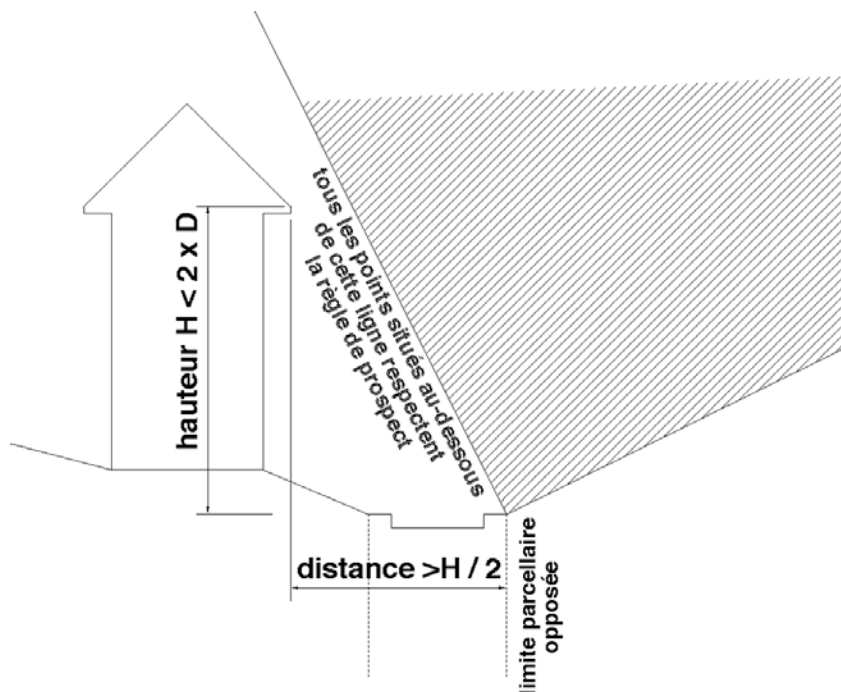 hauteur H < 2 x D
tous les points situés au-dessous
de cette ligne respectent
la règle de prospect
distance >H / 2
limite parcellaire
opposée